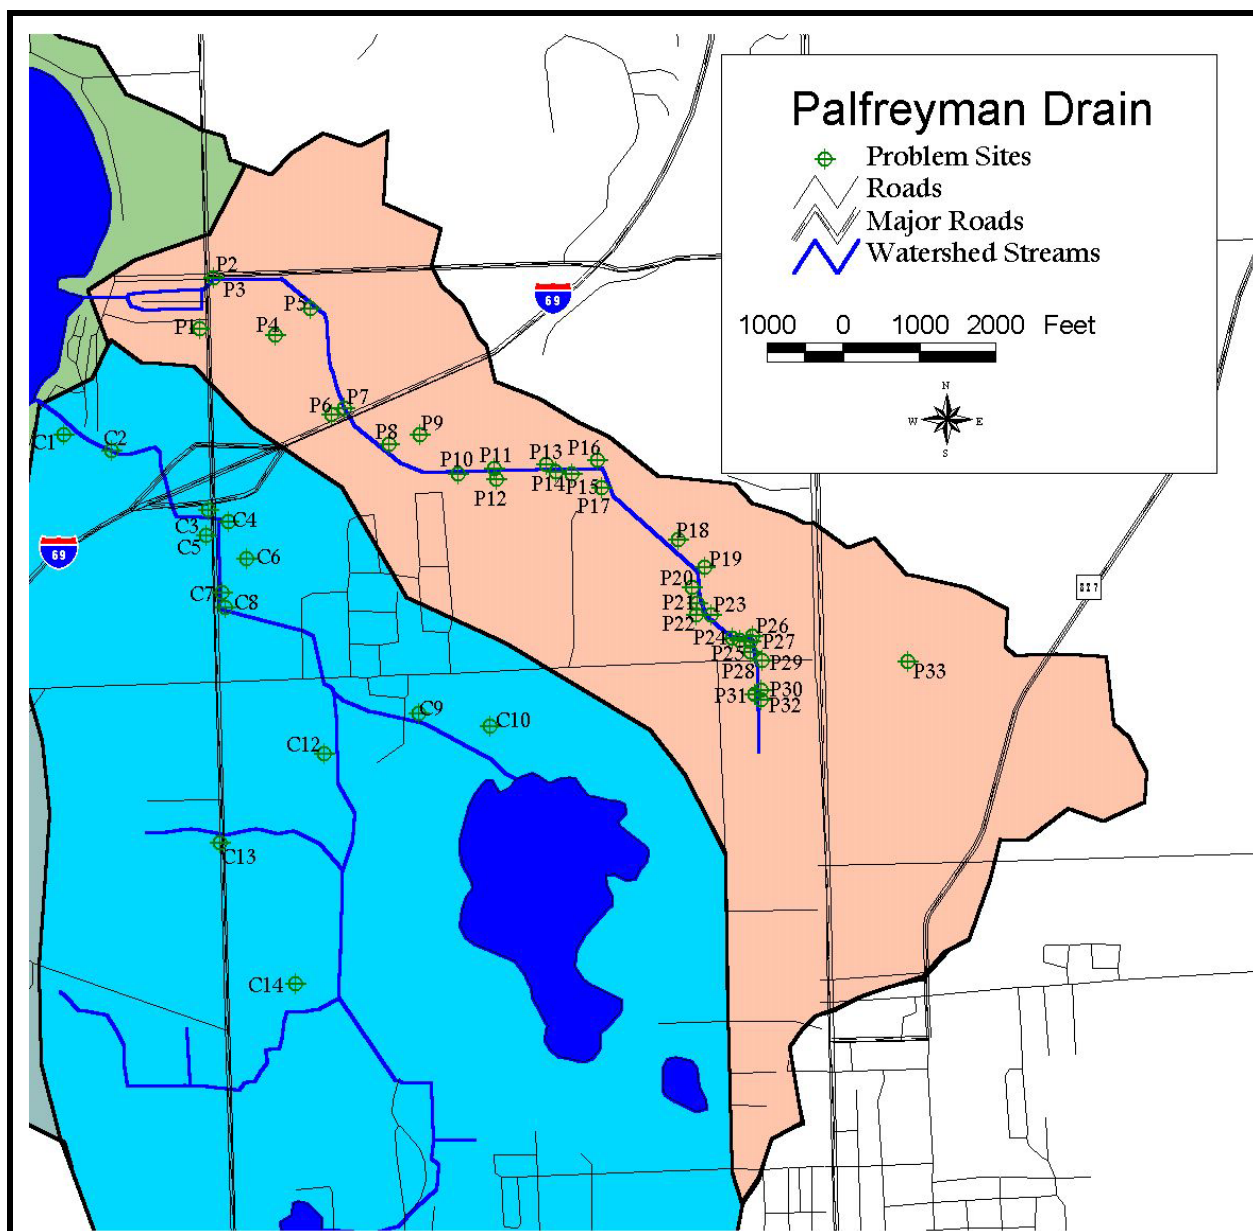 Palfreyman Drain
Problem Sites
Roads
Major Roads
Watershed Streams
1000 0 1000 2000 Feet
N
W E
S
69
P2
P3
P5
P1
P4
P7
P6
P8
P9
P10
P11
P12
P13
P14
P15
P16
P17
P18
P19
P20
P21
P22
P23
P24
P25
P26
P27
P28
P29
P30
P31
P32
P33
C1
C2
C3
C4
C5
C6
C7
C8
69
C9
C10
C12
C13
C14